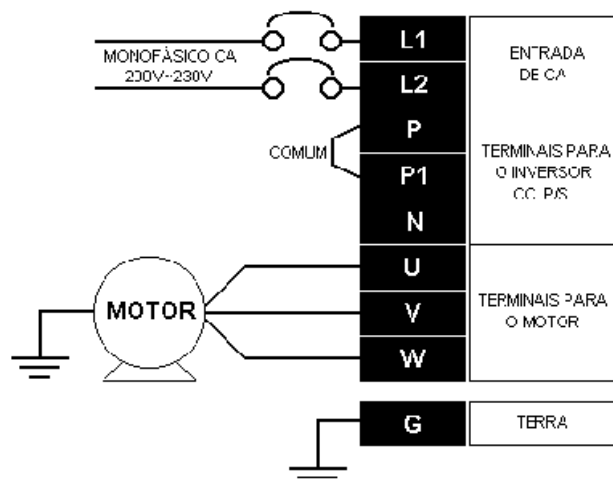 MONOFÁSICO CA
200V~230V
COMUM
MOTOR
L1
L2
P
P1
N
U
V
W
G
ENTRADA
DE CA
TERMINAIS PARA
O INVERSOR
CC P/S
TERMINAIS PARA
O MOTOR
TERRA